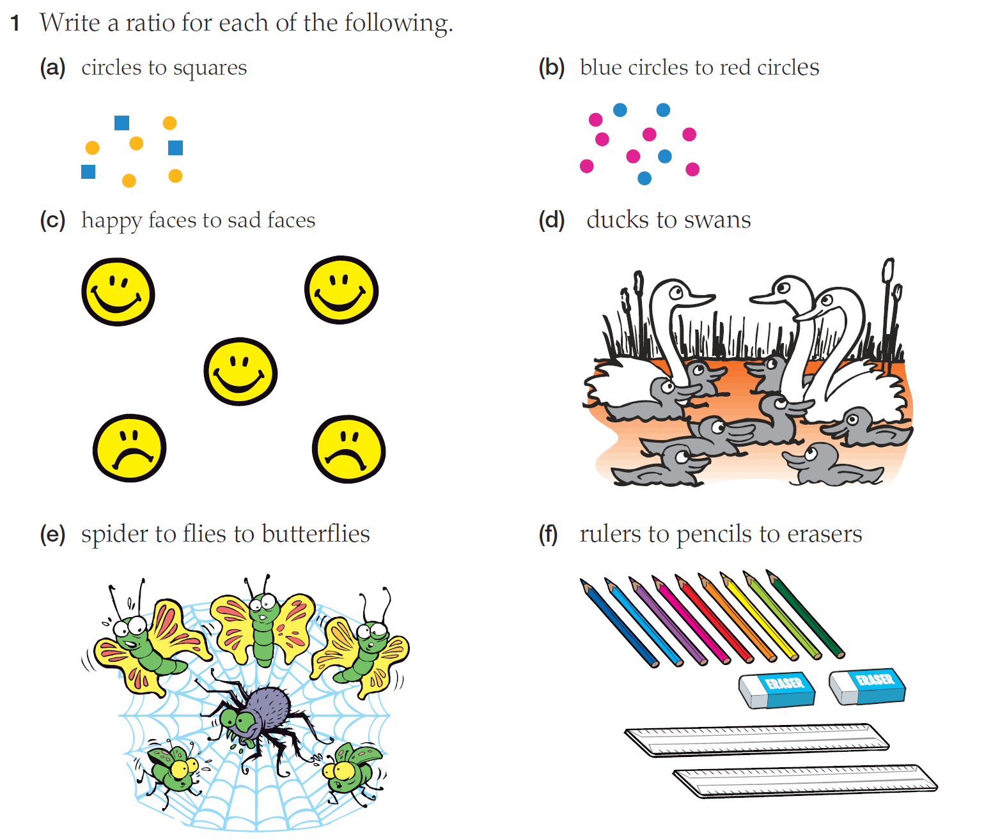 1 Write a ratio for each of the following.
(a) circles to squares
(b) blue circles to red circles
(c) happy faces to sad faces
(d) ducks to swans
(e) spider to flies to butterflies
(f) rulers to pencils to erasers
ERASER
ERASER